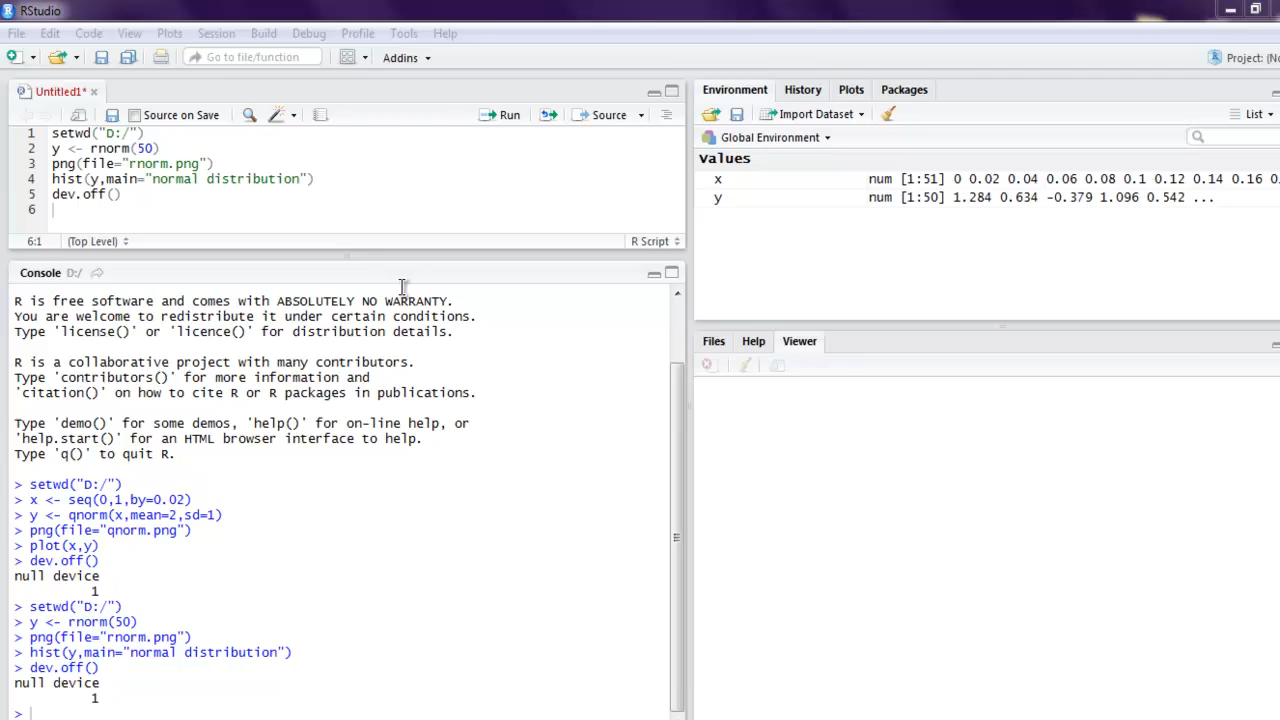 RStudio
File Edit Code View Plots Session Build Debug Profile Tools Help
Go to file/function Addins Project: (No
Untitled1*
Source on Save Run Source
1 setwd("D:/")
2 y <- rnorm(50)
3 png(file="rnorm.png")
4 hist(y,main="normal distribution")
5 dev.off()
6
6:1 (Top Level) R Script
Console D:/
R is free software and comes with ABSOLUTELY NO WARRANTY.
You are welcome to redistribute it under certain conditions.
Type 'license()' or 'licence()' for distribution details.
R is a collaborative project with many contributors.
Type 'contributors()' for more information and
'citation()' on how to cite R or R packages in publications.
Type 'demo()' for some demos, 'help()' for on-line help, or
'help.start()' for an HTML browser interface to help.
Type 'q()' to quit R.
> setwd("D:/")
> x <- seq(0,1,by=0.02)
> y <- qnorm(x,mean=2,sd=1)
> png(file="qnorm.png")
> plot(x,y)
> dev.off()
null device
1
> setwd("D:/")
> y <- rnorm(50)
> png(file="rnorm.png")
> hist(y,main="normal distribution")
> dev.off()
null device
1
>
Environment History Plots Packages
Import Dataset List
Global Environment
Values
x num [1:51] 0 0.02 0.04 0.06 0.08 0.1 0.12 0.14 0.16
y num [1:50] 1.284 0.634 -0.379 1.096 0.542 ...
Files Help Viewer